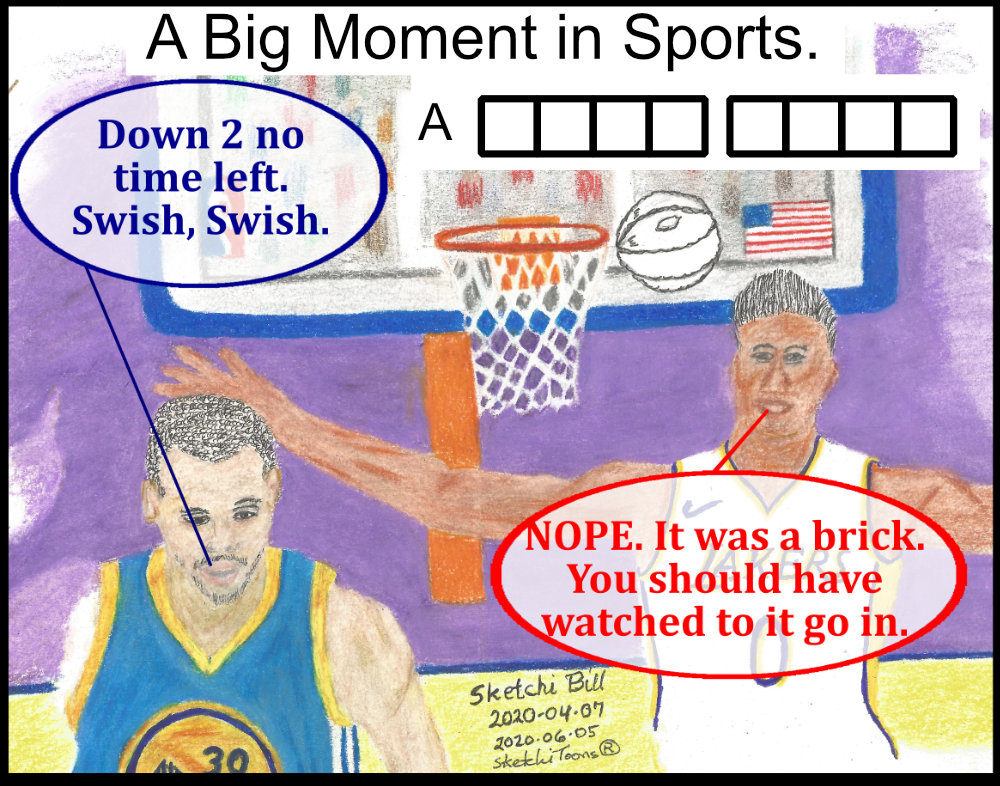 A Big Moment in Sports.
A
Down 2 no
time left.
Swish, Swish.
NOPE. It was a brick.
You should have
watched to it go in.
LAKERS
0
30
Sketchi Bill
2020-04-07
2020-06-05
SketchiToons®